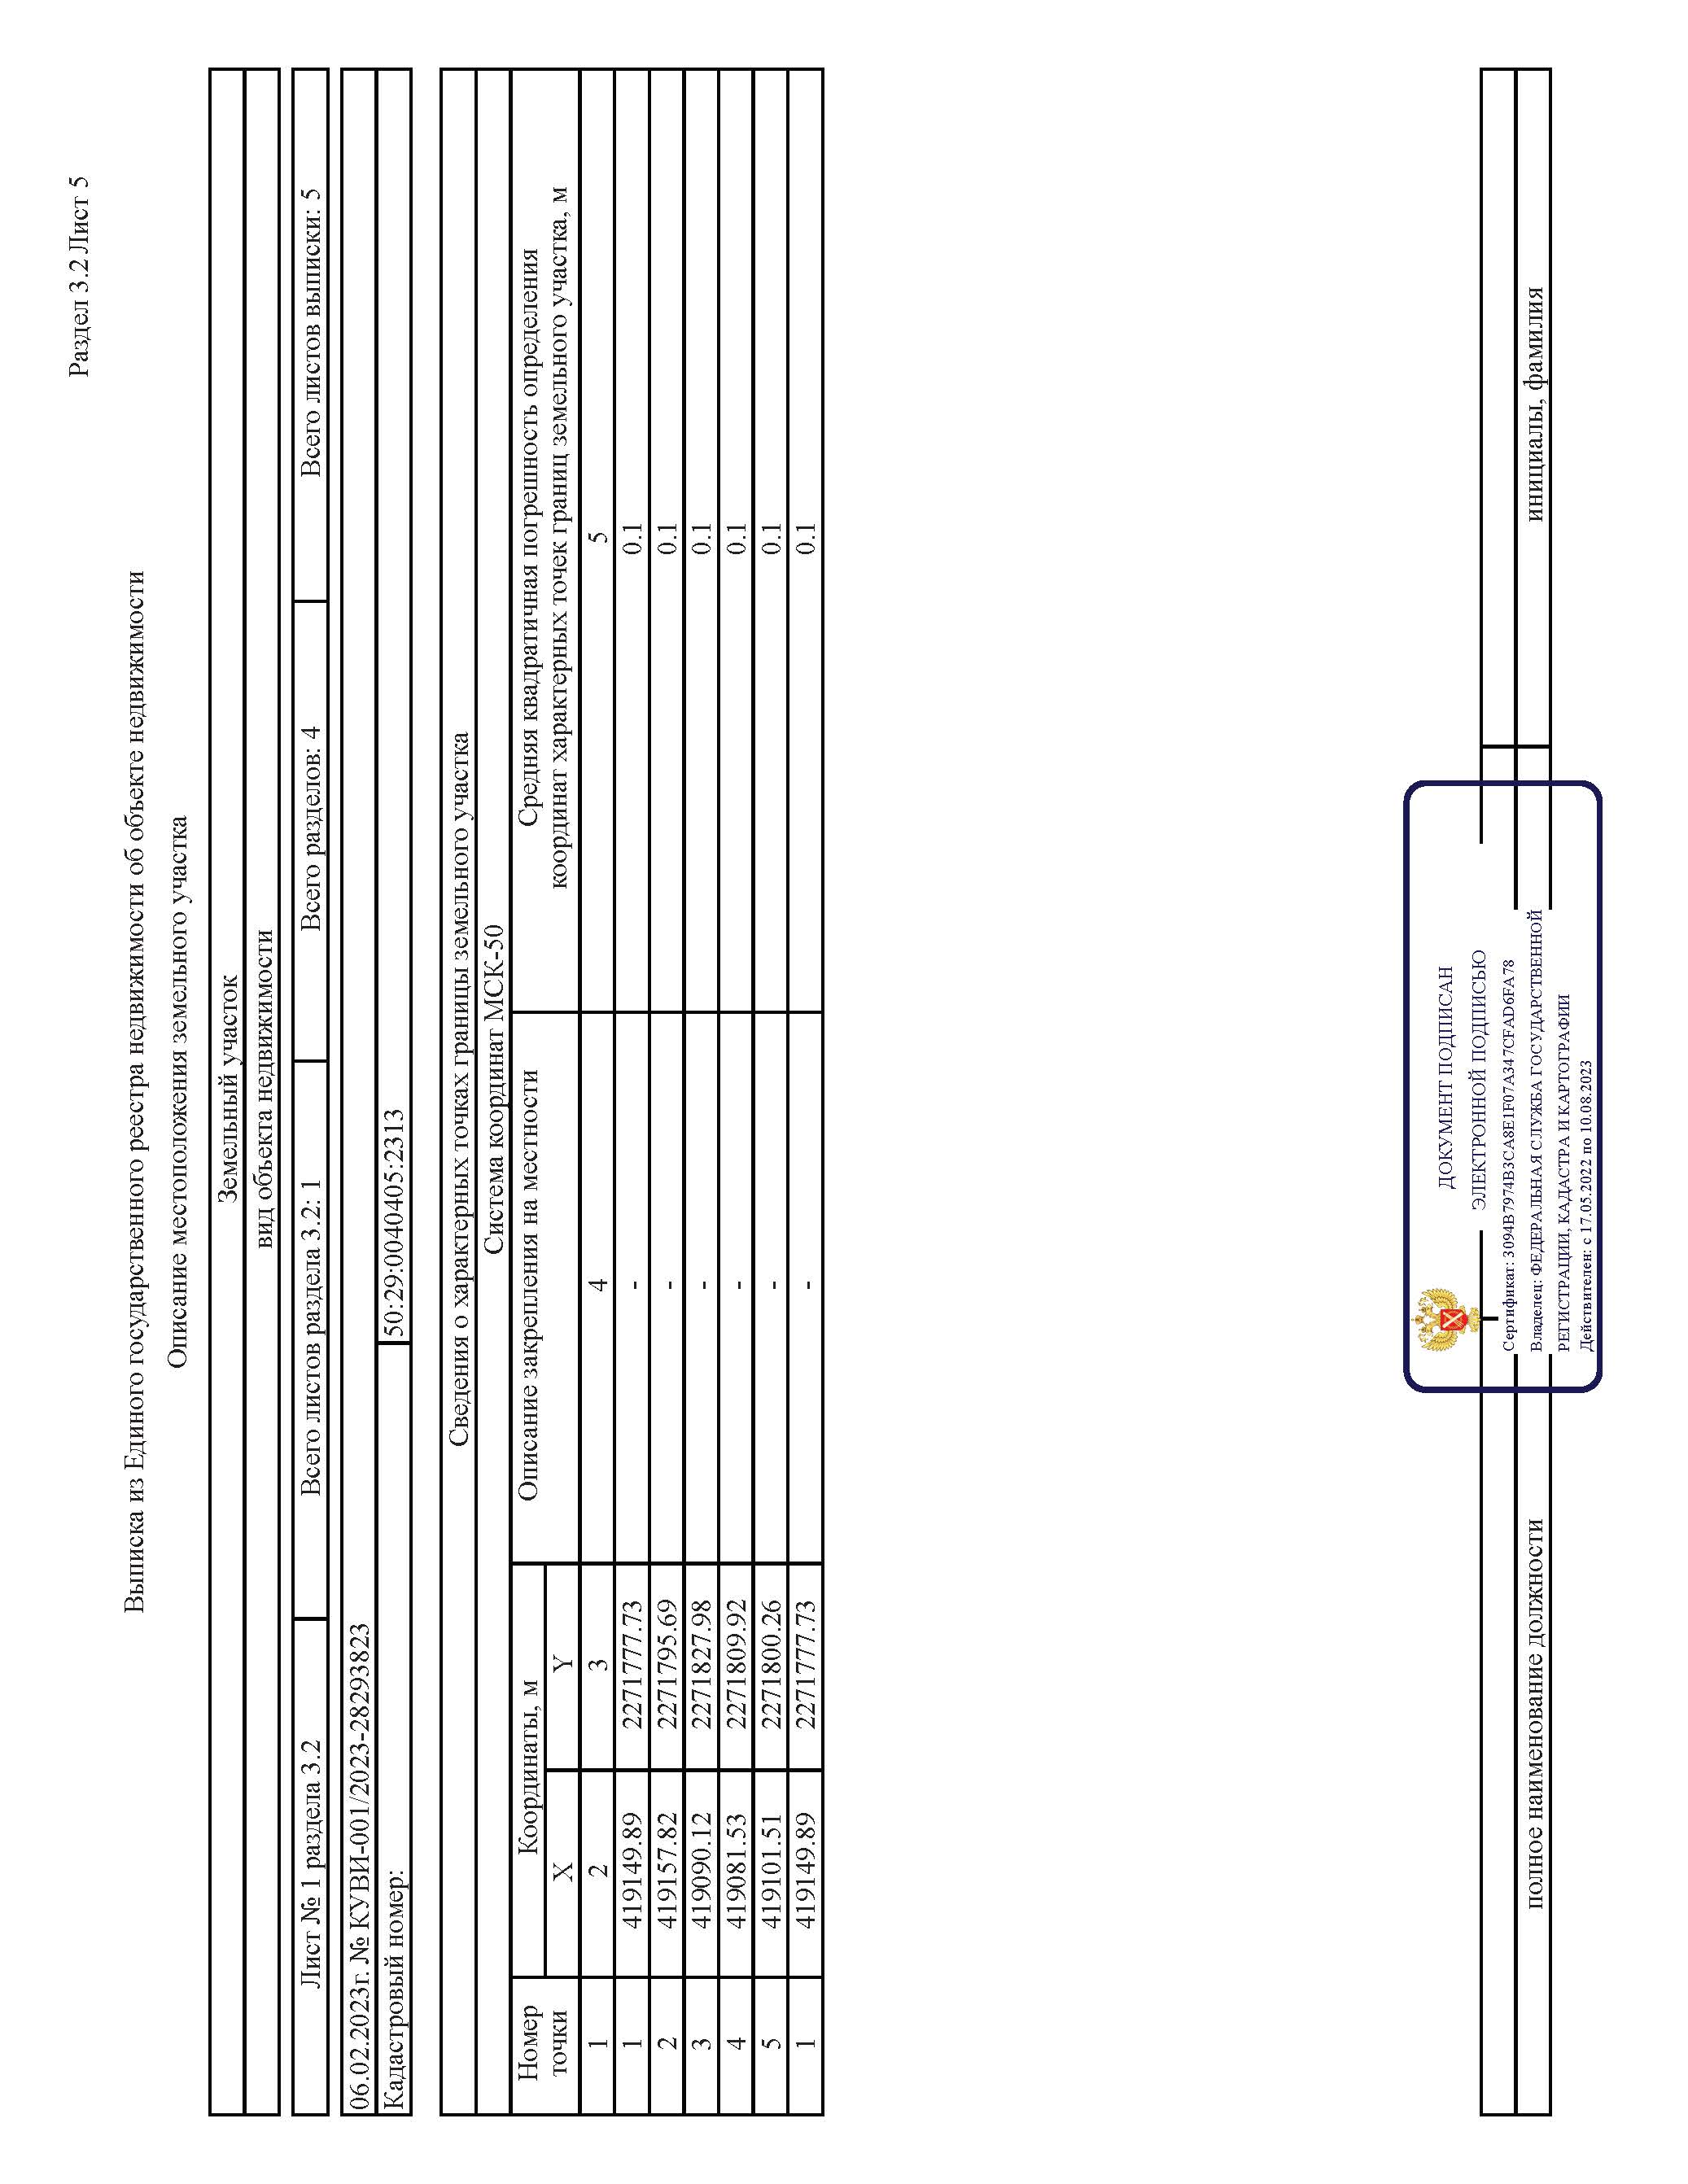 Раздел 3.2 Лист 5
Выписка из Единого государственного реестра недвижимости об объекте недвижимости
Описание местоположения земельного участка
Земельный участок
вид объекта недвижимости
Лист № 1 раздела 3.2 Всего листов раздела 3.2: 1 Всего разделов: 4 Всего листов выписки: 5
06.02.2023г. № КУВИ-001/2023-28293823
Кадастровый номер: 50:29:0040405:2313
Сведения о характерных точках границы земельного участка
Система координат МСК-50
Номер точки Координаты, м Описание закрепления на местности Средняя квадратичная погрешность определения
координат характерных точек границ земельного участка, м
X Y
1 2 3 4 5
1 419149.89 2271777.73 - 0.1
2 419157.82 2271795.69 - 0.1
3 419090.12 2271827.98 - 0.1
4 419081.53 2271809.92 - 0.1
5 419101.51 2271800.26 - 0.1
1 419149.89 2271777.73 - 0.1
ДОКУМЕНТ ПОДПИСАН
ЭЛЕКТРОННОЙ ПОДПИСЬЮ
Сертификат: 3094B7974B3CA8E1F07A347CFAD6FA78
Владелец: ФЕДЕРАЛЬНАЯ СЛУЖБА ГОСУДАРСТВЕННОЙ
РЕГИСТРАЦИИ, КАДАСТРА И КАРТОГРАФИИ
Действителен: с 17.05.2022 по 10.08.2023
полное наименование должности инициалы, фамилия